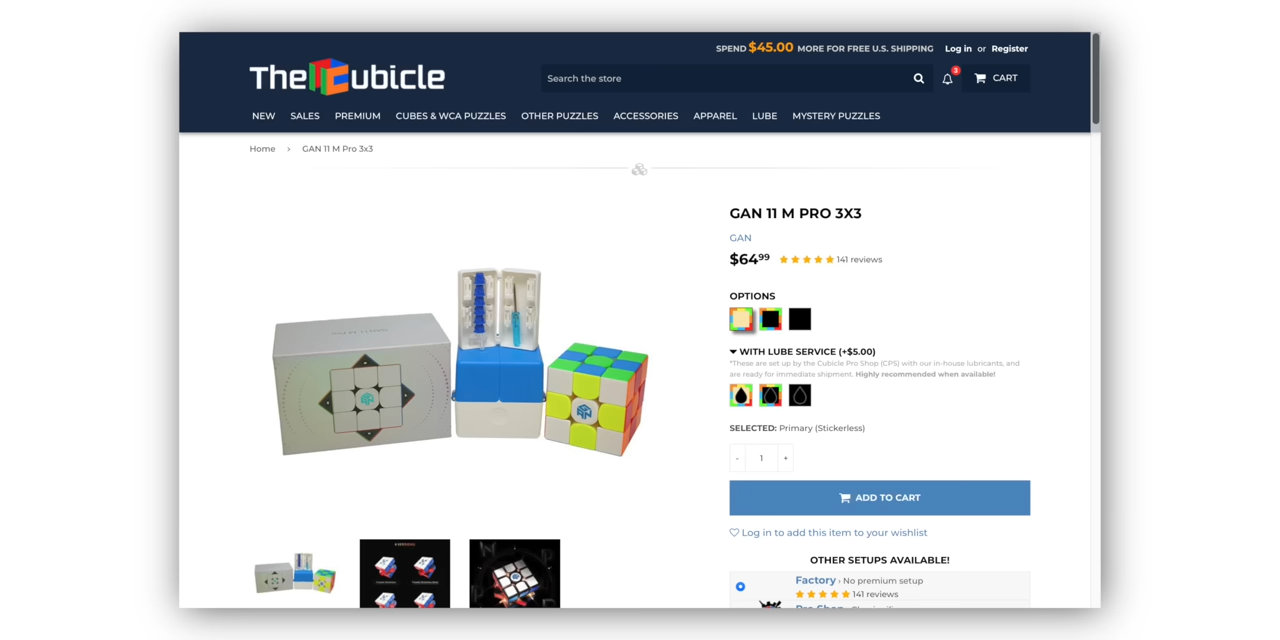 SPEND $45.00 MORE FOR FREE U.S. SHIPPING Log in or Register
TheCubicle
Search the store
3
CART
NEW SALES PREMIUM CUBES & WCA PUZZLES OTHER PUZZLES ACCESSORIES APPAREL LUBE MYSTERY PUZZLES
Home › GAN 11 M Pro 3x3
GAN 11 M PRO 3X3
GAN
$64.99 141 reviews
OPTIONS
WITH LUBE SERVICE (+$5.00)
*These are set up by the Cubicle Pro Shop (CPS) with our in-house lubricants, and
are ready for immediate shipment. Highly recommended when available!
SELECTED: Primary (Stickerless)
- 1 +
ADD TO CART
Log in to add this item to your wishlist
OTHER SETUPS AVAILABLE!
Factory › No premium setup
141 reviews